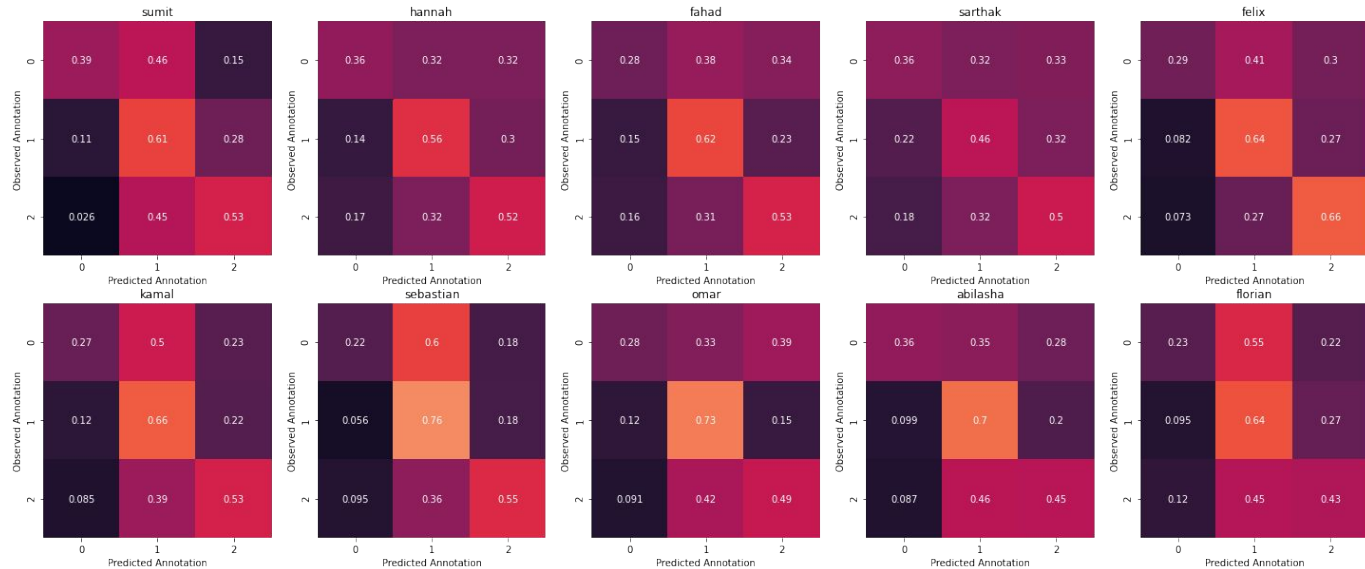 sumit hannah fahad sarthak felix
0 0.39 0.46 0.15 0 0.36 0.32 0.32 0 0.28 0.38 0.34 0 0.36 0.32 0.33 0 0.29 0.41 0.3
Observed Annotation Observed Annotation Observed Annotation Observed Annotation Observed Annotation
1 0.11 0.61 0.28 1 0.14 0.56 0.3 1 0.15 0.62 0.23 1 0.22 0.46 0.32 1 0.082 0.64 0.27
2 0.026 0.45 0.53 2 0.17 0.32 0.52 2 0.16 0.31 0.53 2 0.18 0.32 0.5 2 0.073 0.27 0.66
0 1 2 0 1 2 0 1 2 0 1 2 0 1 2
Predicted Annotation Predicted Annotation Predicted Annotation Predicted Annotation Predicted Annotation
kamal sebastian omar abilasha florian
0 0.27 0.5 0.23 0 0.22 0.6 0.18 0 0.28 0.33 0.39 0 0.36 0.35 0.28 0 0.23 0.55 0.22
Observed Annotation Observed Annotation Observed Annotation Observed Annotation Observed Annotation
1 0.12 0.66 0.22 1 0.056 0.76 0.18 1 0.12 0.73 0.15 1 0.099 0.7 0.2 1 0.095 0.64 0.27
2 0.085 0.39 0.53 2 0.095 0.36 0.55 2 0.091 0.42 0.49 2 0.087 0.46 0.45 2 0.12 0.45 0.43
0 1 2 0 1 2 0 1 2 0 1 2 0 1 2
Predicted Annotation Predicted Annotation Predicted Annotation Predicted Annotation Predicted Annotation